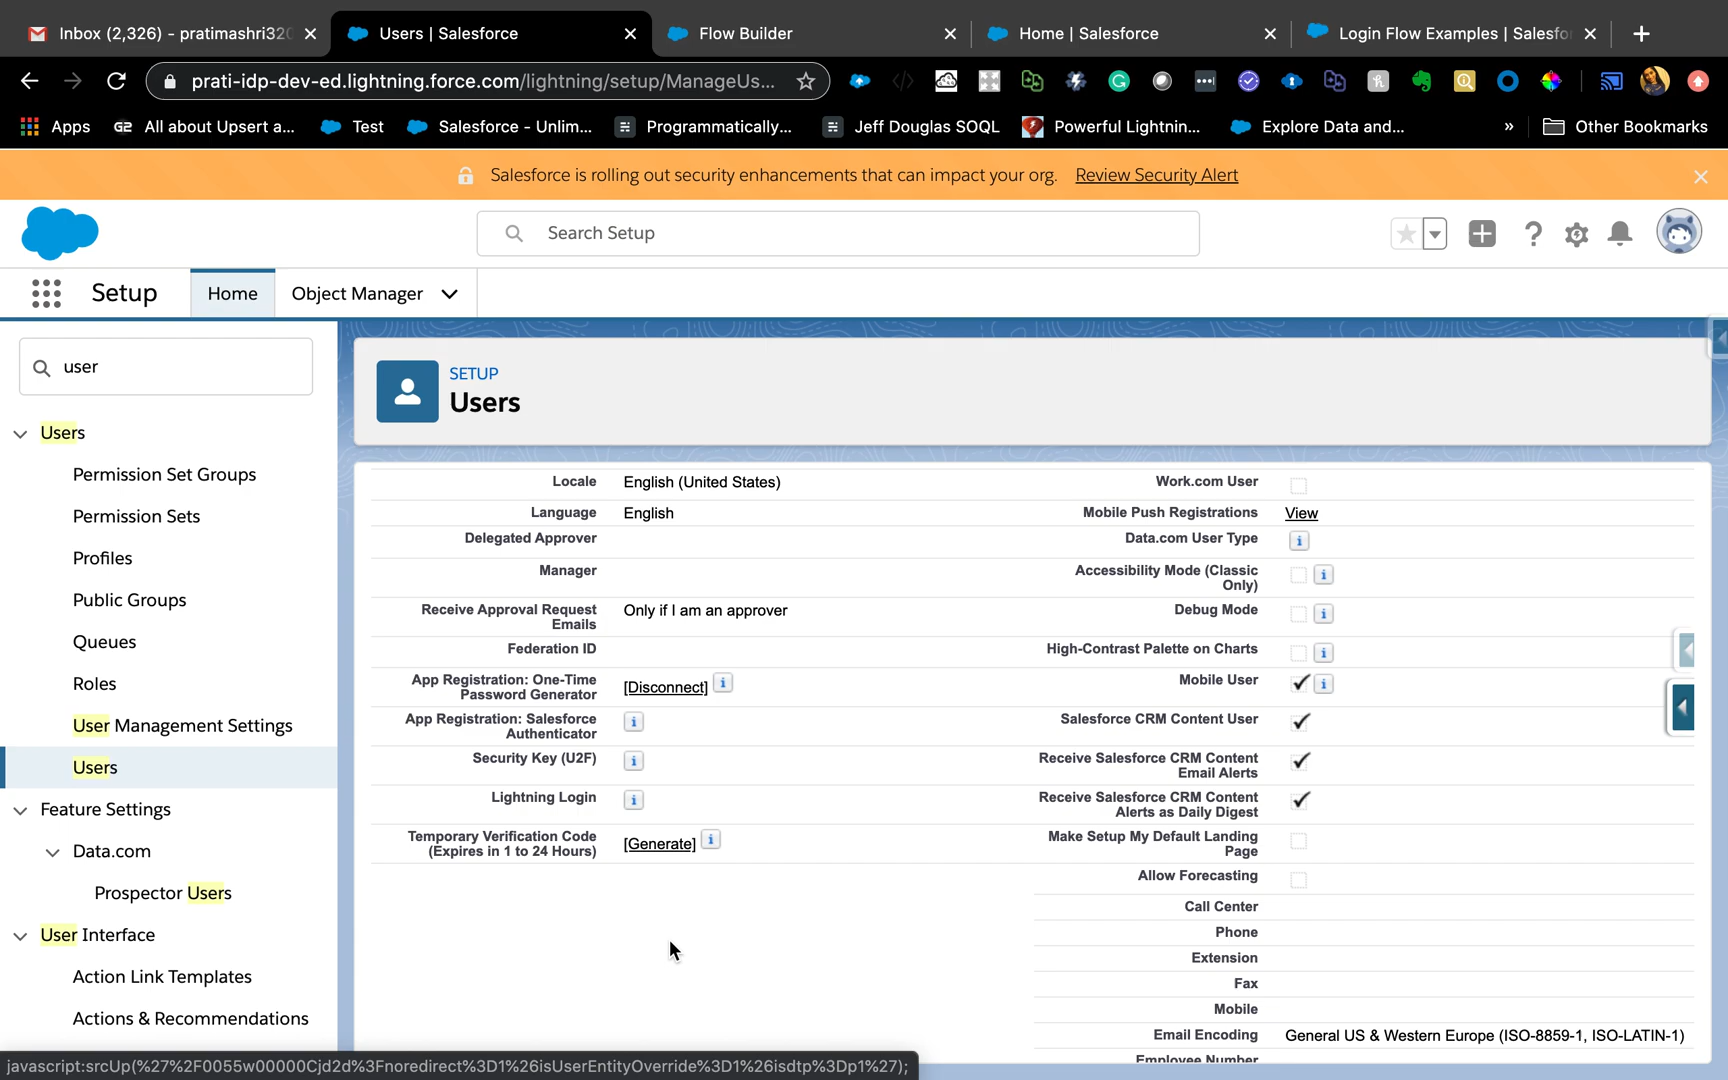 Inbox (2,326) - pratimashri320
Users | Salesforce
Flow Builder
Home | Salesforce
Login Flow Examples | Salesfo
prati-idp-dev-ed.lightning.force.com/lightning/setup/ManageUs...
Apps
G2 All about Upsert a...
Test
Salesforce - Unlim...
Programmatically...
Jeff Douglas SOQL
Powerful Lightnin...
Explore Data and...
»
Other Bookmarks
Salesforce is rolling out security enhancements that can impact your org. Review Security Alert
Search Setup
Setup
Home
Object Manager
user
Users
Permission Set Groups
Permission Sets
Profiles
Public Groups
Queues
Roles
User Management Settings
Users
Feature Settings
Data.com
Prospector Users
User Interface
Action Link Templates
Actions & Recommendations
SETUP
Users
Locale English (United States)
Language English
Delegated Approver
Manager
Receive Approval Request
Emails
Only if I am an approver
Federation ID
App Registration: One-Time
Password Generator
[Disconnect]
App Registration: Salesforce
Authenticator
Security Key (U2F)
Lightning Login
Temporary Verification Code
(Expires in 1 to 24 Hours)
[Generate]
Work.com User
Mobile Push Registrations View
Data.com User Type
Accessibility Mode (Classic
Only)
Debug Mode
High-Contrast Palette on Charts
Mobile User
Salesforce CRM Content User
Receive Salesforce CRM Content
Email Alerts
Receive Salesforce CRM Content
Alerts as Daily Digest
Make Setup My Default Landing
Page
Allow Forecasting
Call Center
Phone
Extension
Fax
Mobile
Email Encoding General US & Western Europe (ISO-8859-1, ISO-LATIN-1)
Employee Number
javascript:srcUp(%27%2F0055w00000Cjd2d%3Fnoredirect%3D1%26isUserEntityOverride%3D1%26isdtp%3Dp1%27);